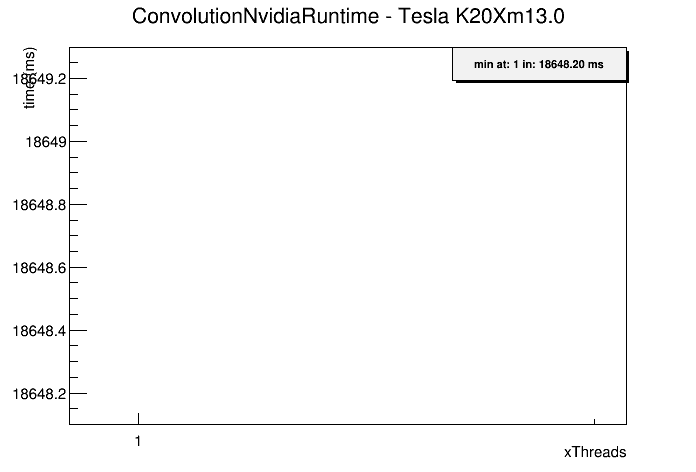 ConvolutionNvidiaRuntime - Tesla K20Xm13.0
min at: 1 in: 18648.20 ms
time(ms)
18649.2
18649
18648.8
18648.6
18648.4
18648.2
1
xThreads